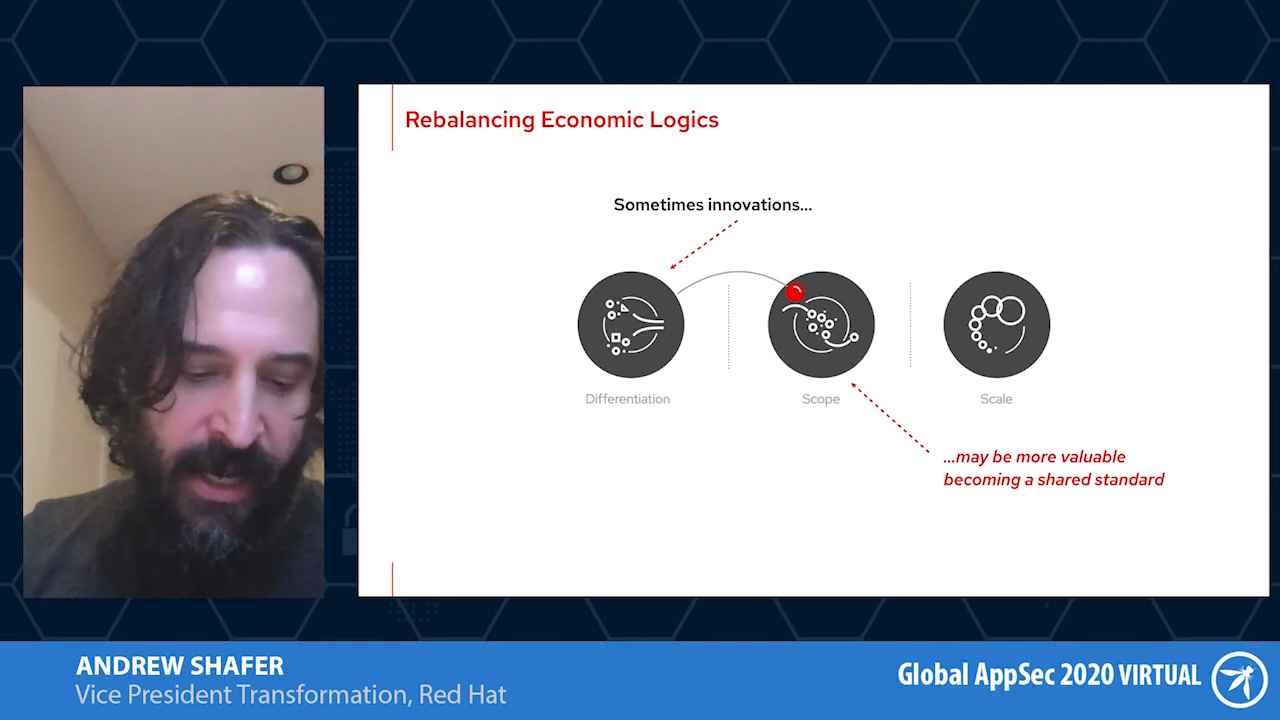 Rebalancing Economic Logics
Sometimes innovations...
Differentiation
Scope
Scale
...may be more valuable
becoming a shared standard
ANDREW SHAFER
Vice President Transformation, Red Hat
Global AppSec 2020 VIRTUAL